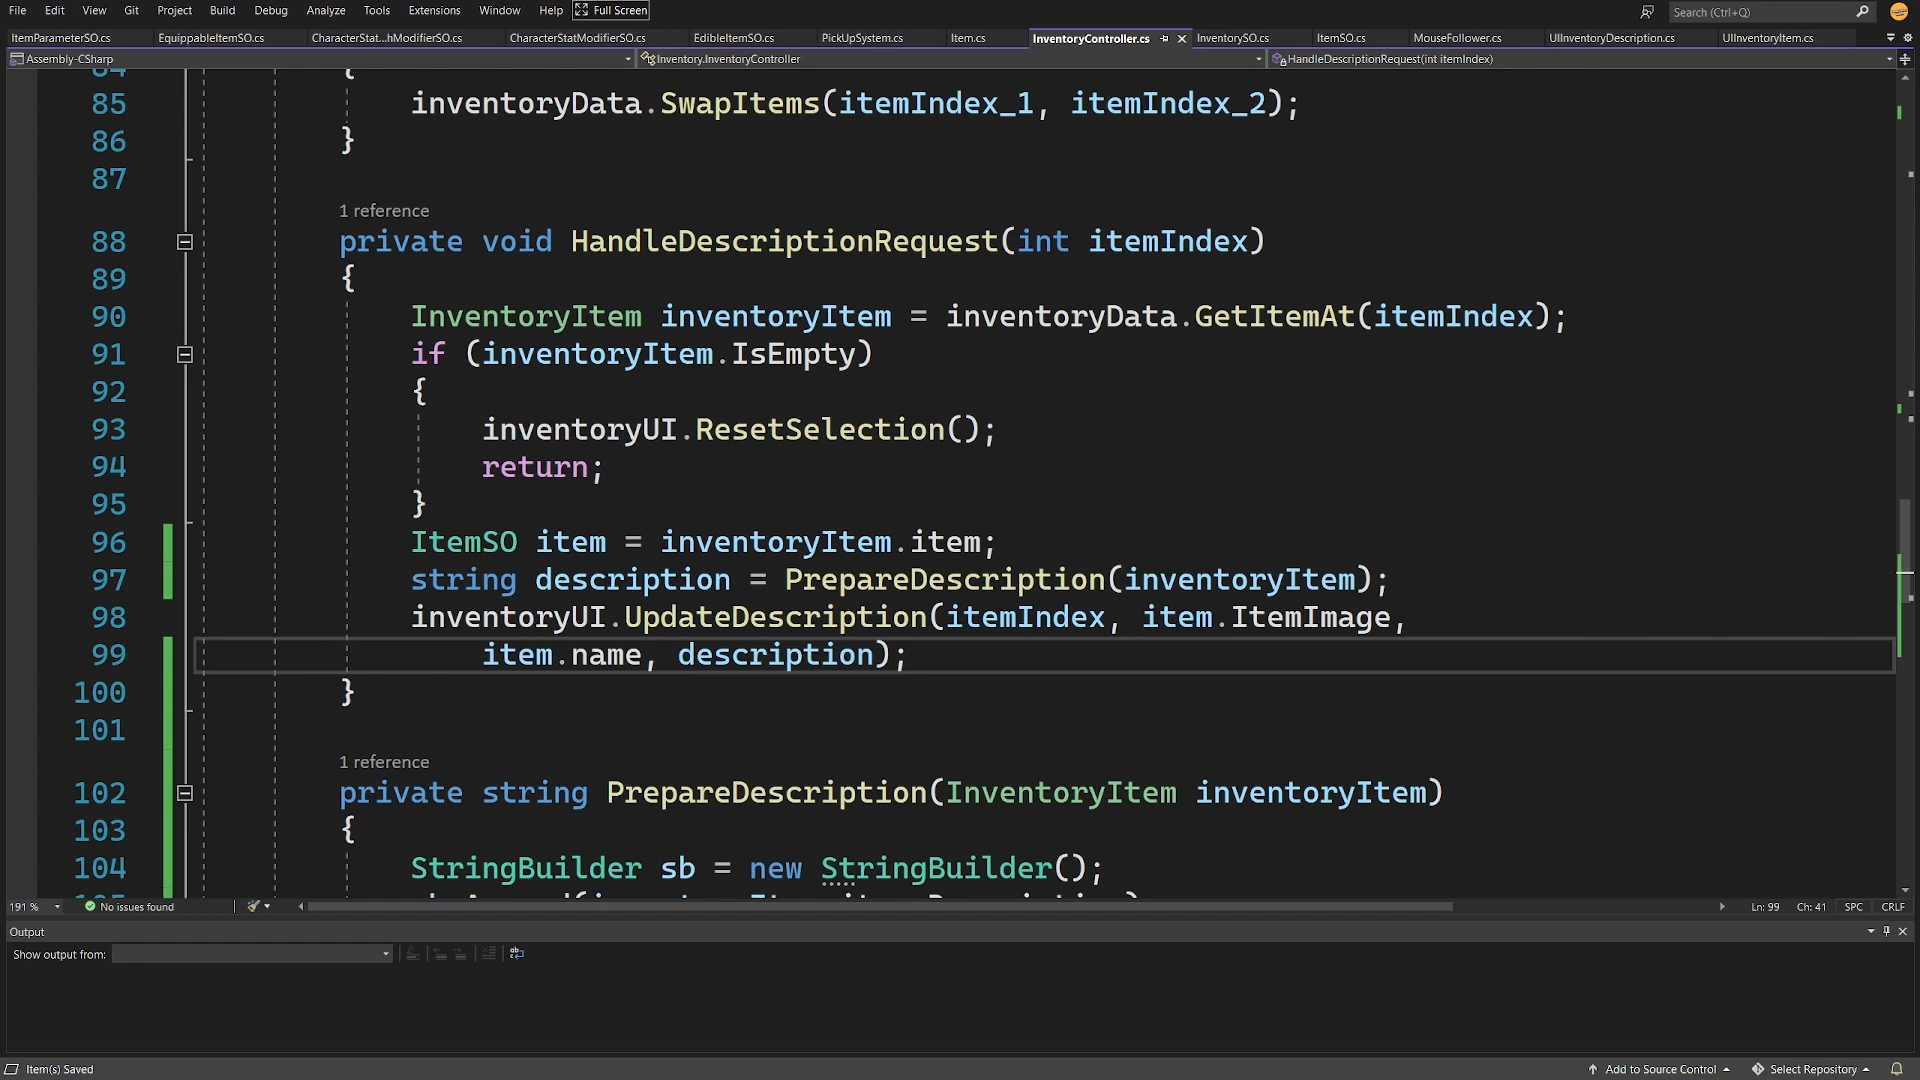 File Edit View Git Project Build Debug Analyze Tools Extensions Window Help Full Screen Search (Ctrl+Q)
ItemParameterSO.cs EquippableItemSO.cs CharacterStat...hModifierSO.cs CharacterStatModifierSO.cs EdibleItemSO.cs PickUpSystem.cs Item.cs InventoryController.cs InventorySO.cs ItemSO.cs MouseFollower.cs UIInventoryDescription.cs UIInventoryItem.cs
Assembly-CSharp Inventory.InventoryController HandleDescriptionRequest(int itemIndex)
84 {
85 inventoryData.SwapItems(itemIndex_1, itemIndex_2);
86 }
87
1 reference
88 private void HandleDescriptionRequest(int itemIndex)
89 {
90 InventoryItem inventoryItem = inventoryData.GetItemAt(itemIndex);
91 if (inventoryItem.IsEmpty)
92 {
93 inventoryUI.ResetSelection();
94 return;
95 }
96 ItemSO item = inventoryItem.item;
97 string description = PrepareDescription(inventoryItem);
98 inventoryUI.UpdateDescription(itemIndex, item.ItemImage,
99 item.name, description);
100 }
101
1 reference
102 private string PrepareDescription(InventoryItem inventoryItem)
103 {
104 StringBuilder sb = new StringBuilder();
191 % No issues found Ln: 99 Ch: 41 SPC CRLF
Output
Show output from:
Item(s) Saved Add to Source Control Select Repository